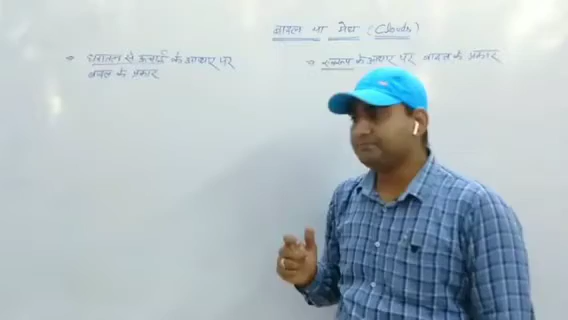 बादल या मेघ (Clouds)
धरातल से ऊंचाई के आधार पर
बादल के प्रकार
रचना के आधार पर बादल के प्रकार